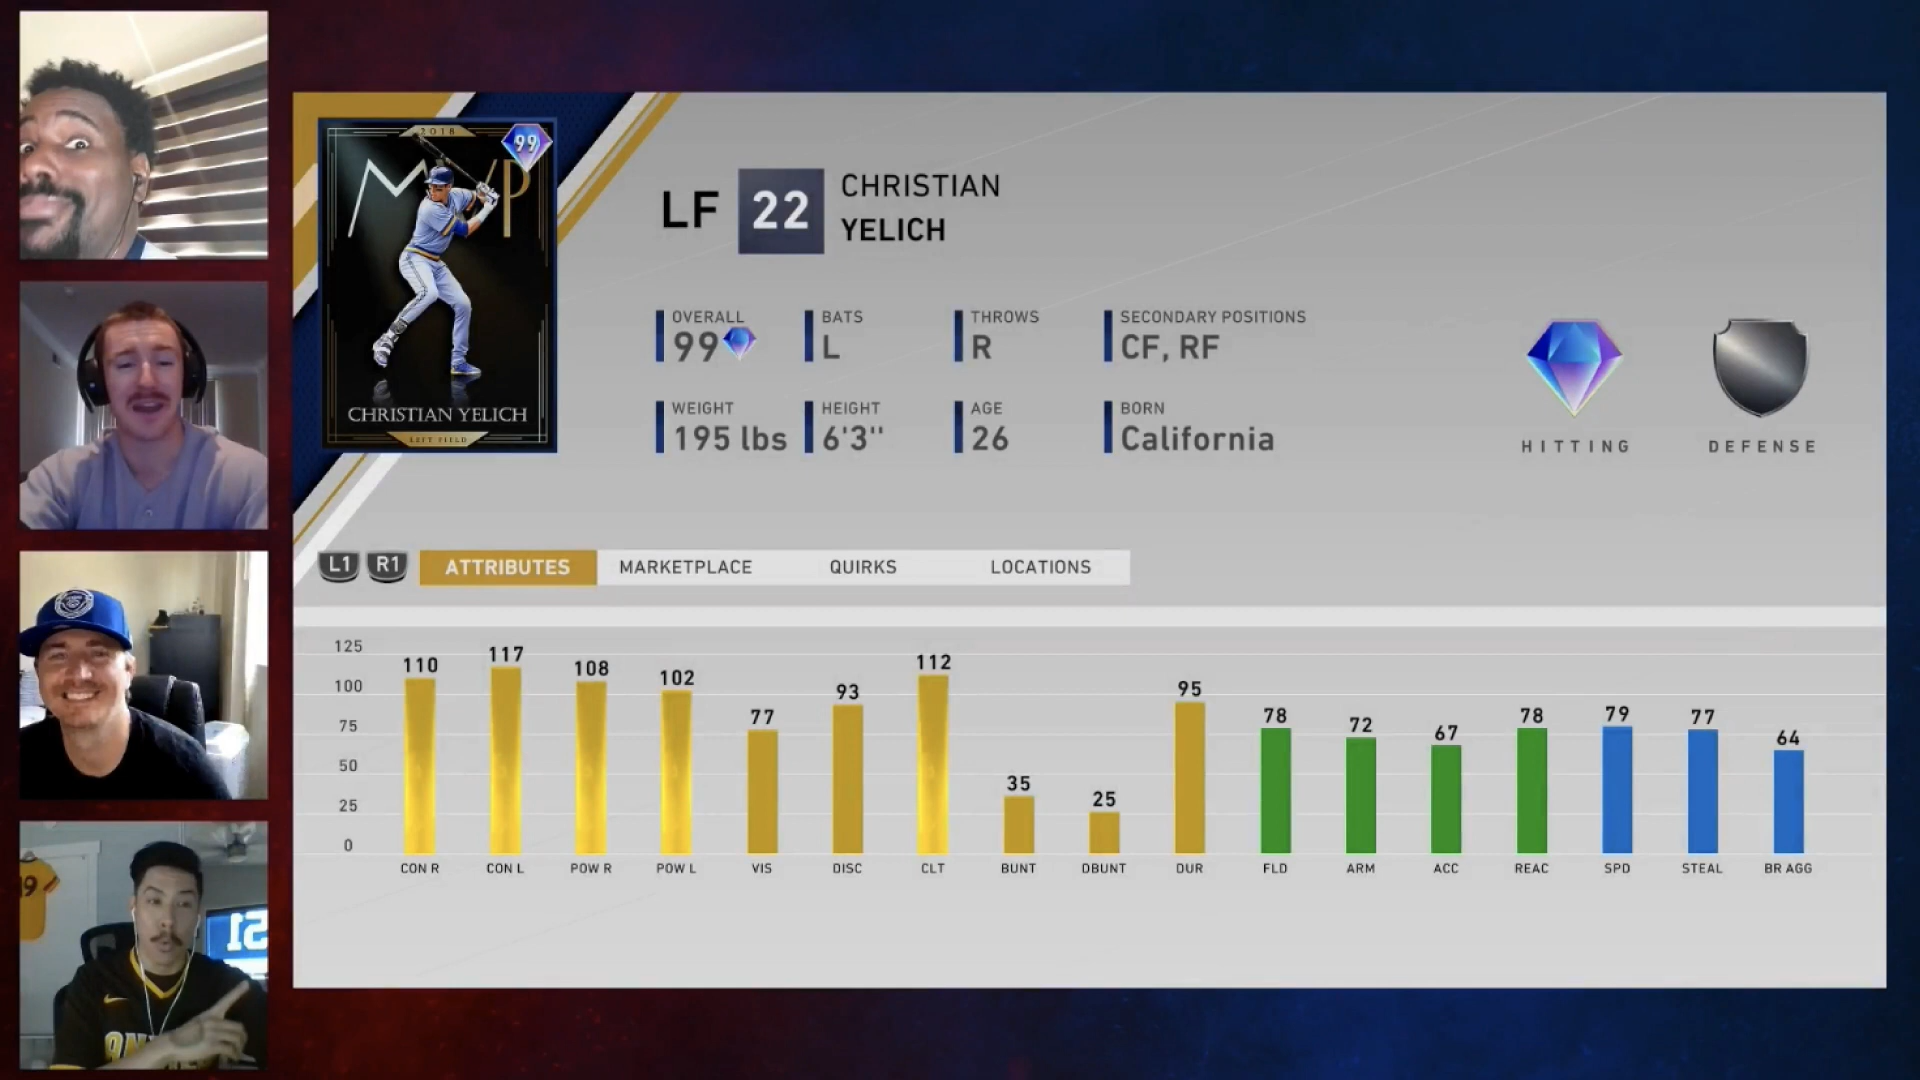 2018
99
MVP
CHRISTIAN YELICH
LEFT FIELD
LF 22 CHRISTIAN
YELICH
OVERALL BATS THROWS SECONDARY POSITIONS
99 L R CF, RF
WEIGHT HEIGHT AGE BORN
195 lbs 6'3" 26 California
HITTING DEFENSE
L1 R1 ATTRIBUTES MARKETPLACE QUIRKS LOCATIONS
125
100
75
50
25
0
110 117 108 102 77 93 112 35 25 95 78 72 67 78 79 77 64
CON R CON L POW R POW L VIS DISC CLT BUNT DBUNT DUR FLD ARM ACC REAC SPD STEAL BR AGG
19
51